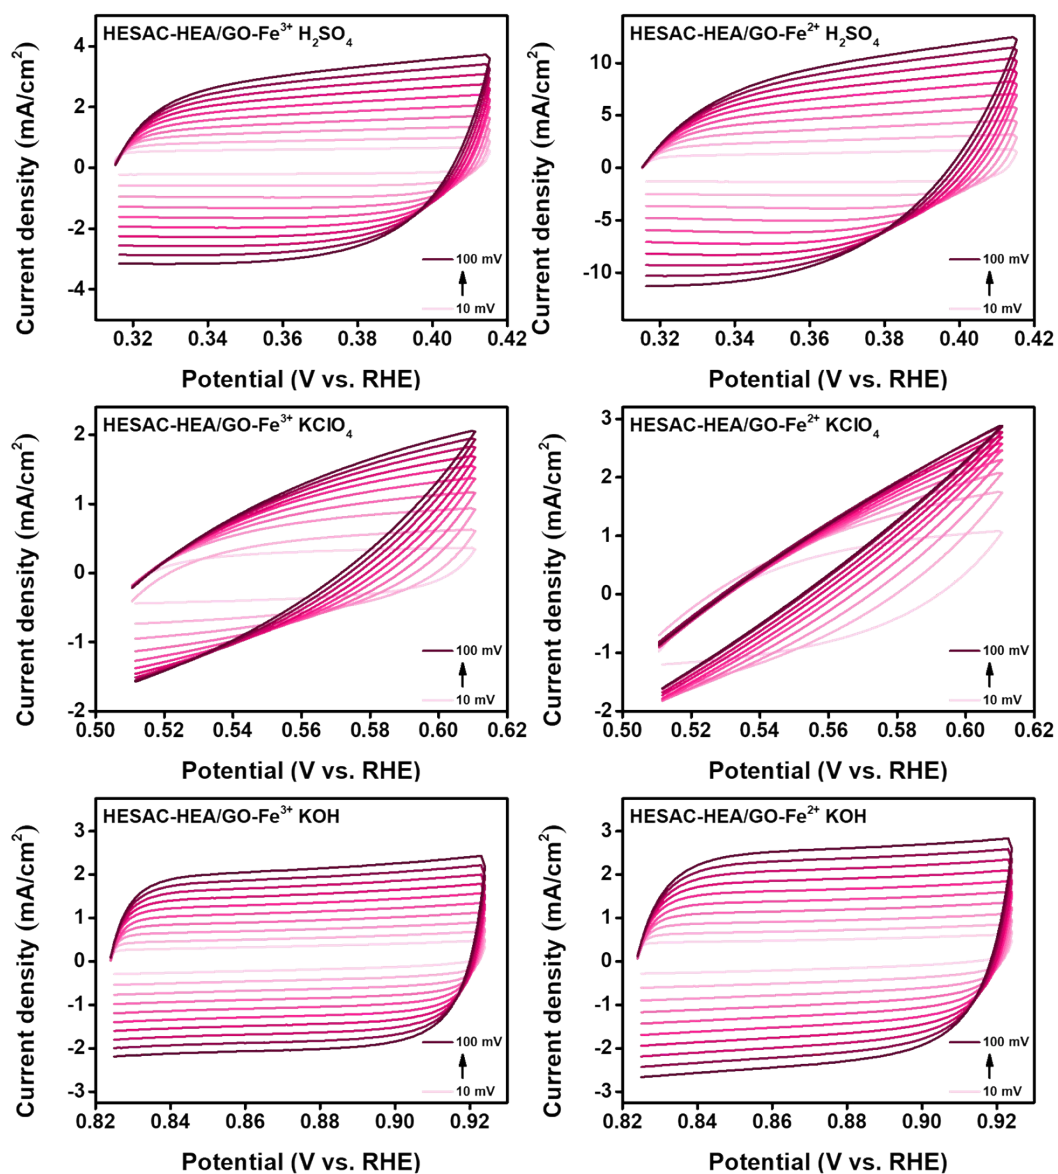 HESAC-HEA/GO-Fe³⁺ H₂SO₄
Current density (mA/cm²)
4
2
0
-2
-4
100 mV
10 mV
0.32 0.34 0.36 0.38 0.40 0.42
Potential (V vs. RHE)
HESAC-HEA/GO-Fe²⁺ H₂SO₄
Current density (mA/cm²)
10
5
0
-5
-10
100 mV
10 mV
0.32 0.34 0.36 0.38 0.40 0.42
Potential (V vs. RHE)
HESAC-HEA/GO-Fe³⁺ KClO₄
Current density (mA/cm²)
2
1
0
-1
-2
100 mV
10 mV
0.50 0.52 0.54 0.56 0.58 0.60 0.62
Potential (V vs. RHE)
HESAC-HEA/GO-Fe²⁺ KClO₄
Current density (mA/cm²)
3
2
1
0
-1
-2
100 mV
10 mV
0.50 0.52 0.54 0.56 0.58 0.60 0.62
Potential (V vs. RHE)
HESAC-HEA/GO-Fe³⁺ KOH
Current density (mA/cm²)
3
2
1
0
-1
-2
-3
100 mV
10 mV
0.82 0.84 0.86 0.88 0.90 0.92
Potential (V vs. RHE)
HESAC-HEA/GO-Fe²⁺ KOH
Current density (mA/cm²)
3
2
1
0
-1
-2
-3
100 mV
10 mV
0.82 0.84 0.86 0.88 0.90 0.92
Potential (V vs. RHE)